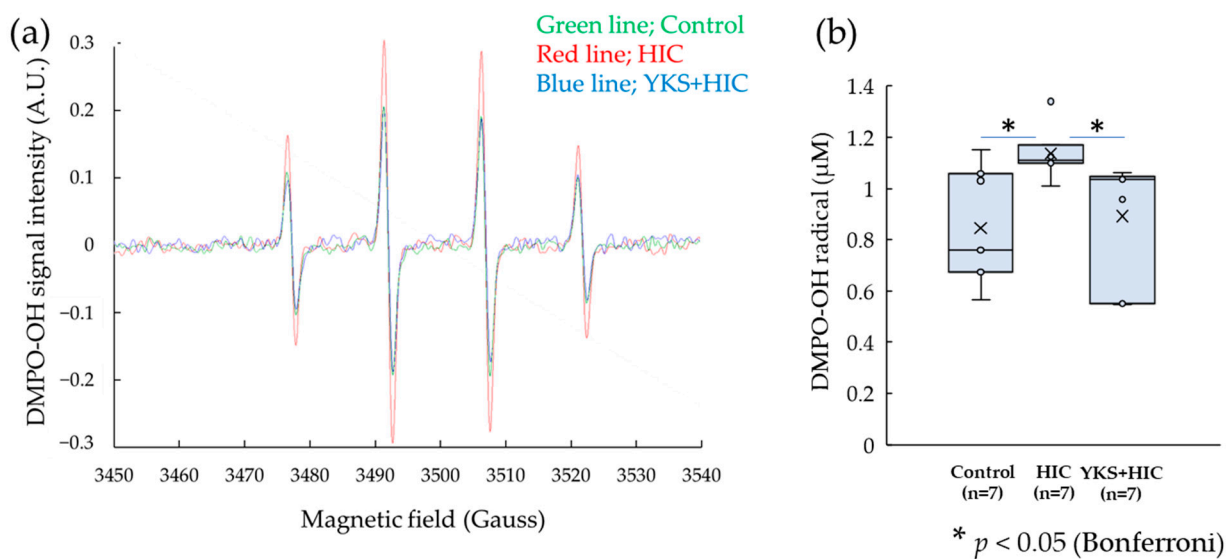 (a)
Green line; Control
Red line; HIC
Blue line; YKS+HIC
DMPO-OH signal intensity (A.U.)
0.3
0.2
0.1
0
−0.1
−0.2
−0.3
3450 3460 3470 3480 3490 3500 3510 3520 3530 3540
Magnetic field (Gauss)
(b)
DMPO-OH radical (µM)
1.4
1.2
1
0.8
0.6
0.4
0.2
0
* *
Control HIC YKS+HIC
(n=7) (n=7) (n=7)
* p < 0.05 (Bonferroni)